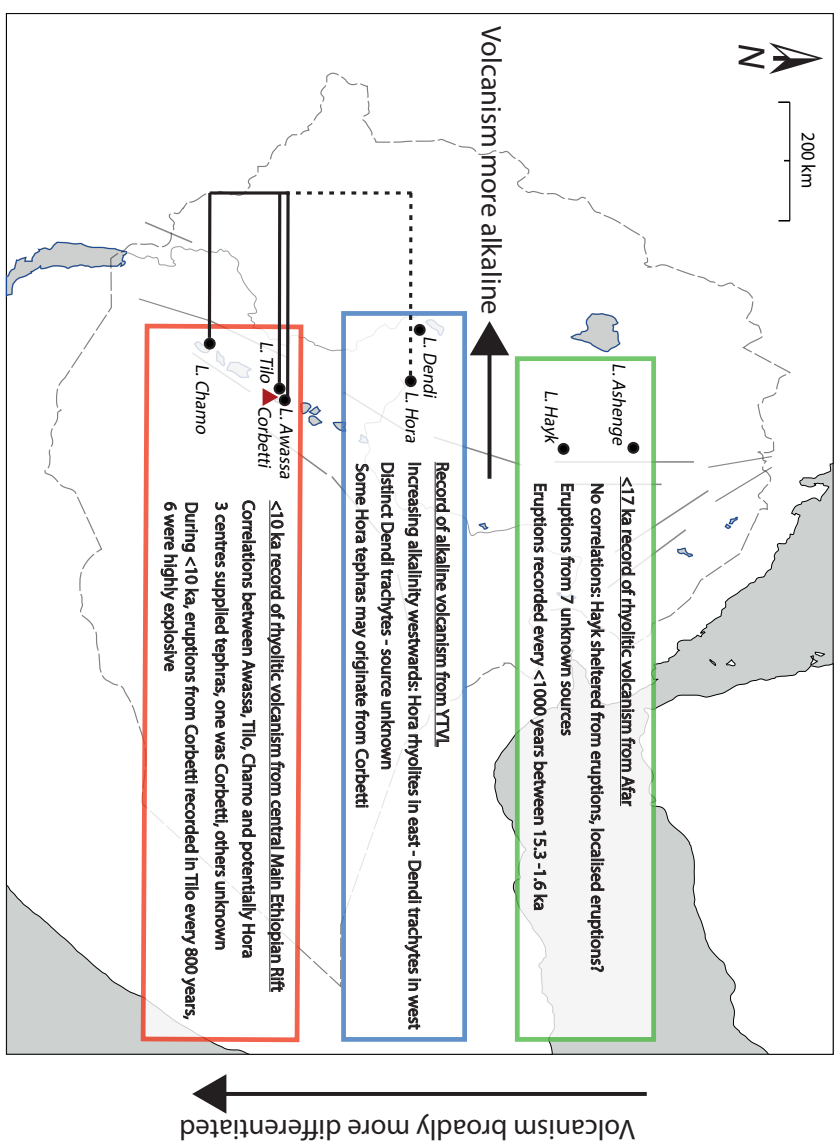 N
200 km
Volcanism more alkaline
L. Ashenge
L. Hayk
<17 ka record of rhyolitic volcanism from Afar
No correlations: Hayk sheltered from eruptions, localised eruptions?
Eruptions from 7 unknown sources
Eruptions recorded every <1000 years between 15.3 -1.6 ka
L. Dendi
L. Hora
Record of alkaline volcanism from YTVL
Increasing alkalinity westwards: Hora rhyolites in east - Dendi trachytes in west
Distinct Dendi trachytes - source unknown
Some Hora tephras may originate from Corbetti
L. Awassa
L. Tilo
Corbetti
L. Chamo
<10 ka record of rhyolitic volcanism from central Main Ethiopian Rift
Correlations between Awassa, Tilo, Chamo and potentially Hora
3 centres supplied tephras, one was Corbetti, others unknown
During <10 ka, eruptions from Corbetti recorded in Tilo every 800 years,
6 were highly explosive
Volcanism broadly more differentiated